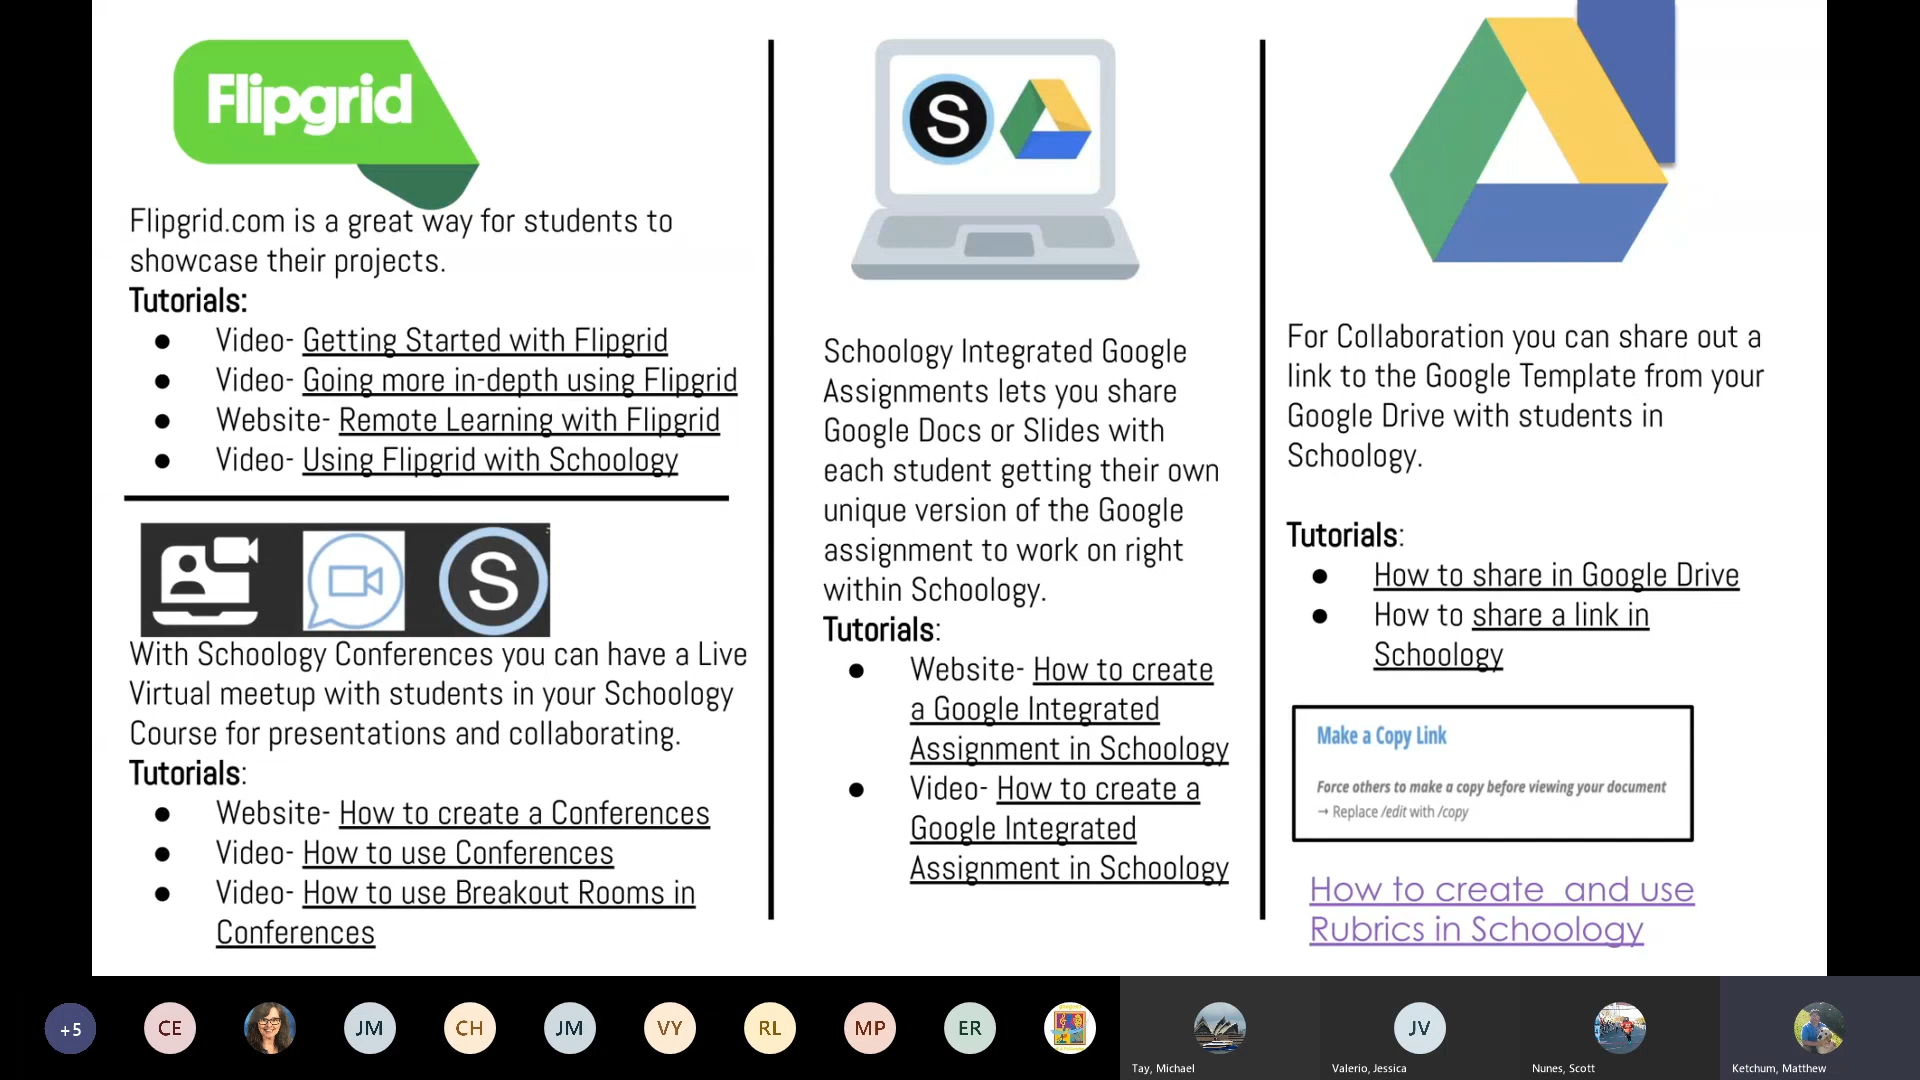 Flipgrid
Flipgrid.com is a great way for students to
showcase their projects.
Tutorials:
● Video- Getting Started with Flipgrid
● Video- Going more in-depth using Flipgrid
● Website- Remote Learning with Flipgrid
● Video- Using Flipgrid with Schoology
S
With Schoology Conferences you can have a Live
Virtual meetup with students in your Schoology
Course for presentations and collaborating.
Tutorials:
● Website- How to create a Conferences
● Video- How to use Conferences
● Video- How to use Breakout Rooms in
Conferences
S
Schoology Integrated Google
Assignments lets you share
Google Docs or Slides with
each student getting their own
unique version of the Google
assignment to work on right
within Schoology.
Tutorials:
● Website- How to create
a Google Integrated
Assignment in Schoology
● Video- How to create a
Google Integrated
Assignment in Schoology
For Collaboration you can share out a
link to the Google Template from your
Google Drive with students in
Schoology.
Tutorials:
● How to share in Google Drive
● How to share a link in
Schoology
Make a Copy Link
Force others to make a copy before viewing your document
→ Replace /edit with /copy
How to create  and use
Rubrics in Schoology
+5
CE
JM
CH
JM
VY
RL
MP
ER
Tay, Michael
JV
Valerio, Jessica
Nunes, Scott
Ketchum, Matthew